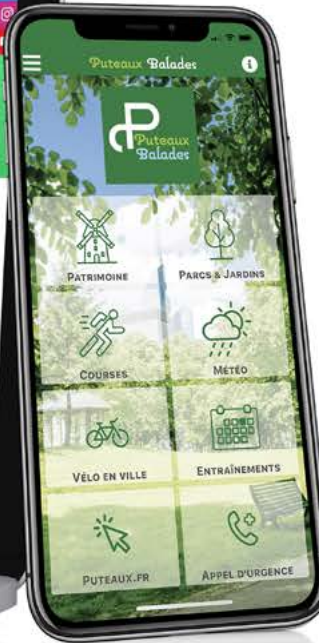 Puteaux Balades
Puteaux
Balades
PATRIMOINE
PARCS & JARDINS
COURSES
MÉTÉO
VÉLO EN VILLE
ENTRAÎNEMENTS
PUTEAUX.FR
APPEL D'URGENCE